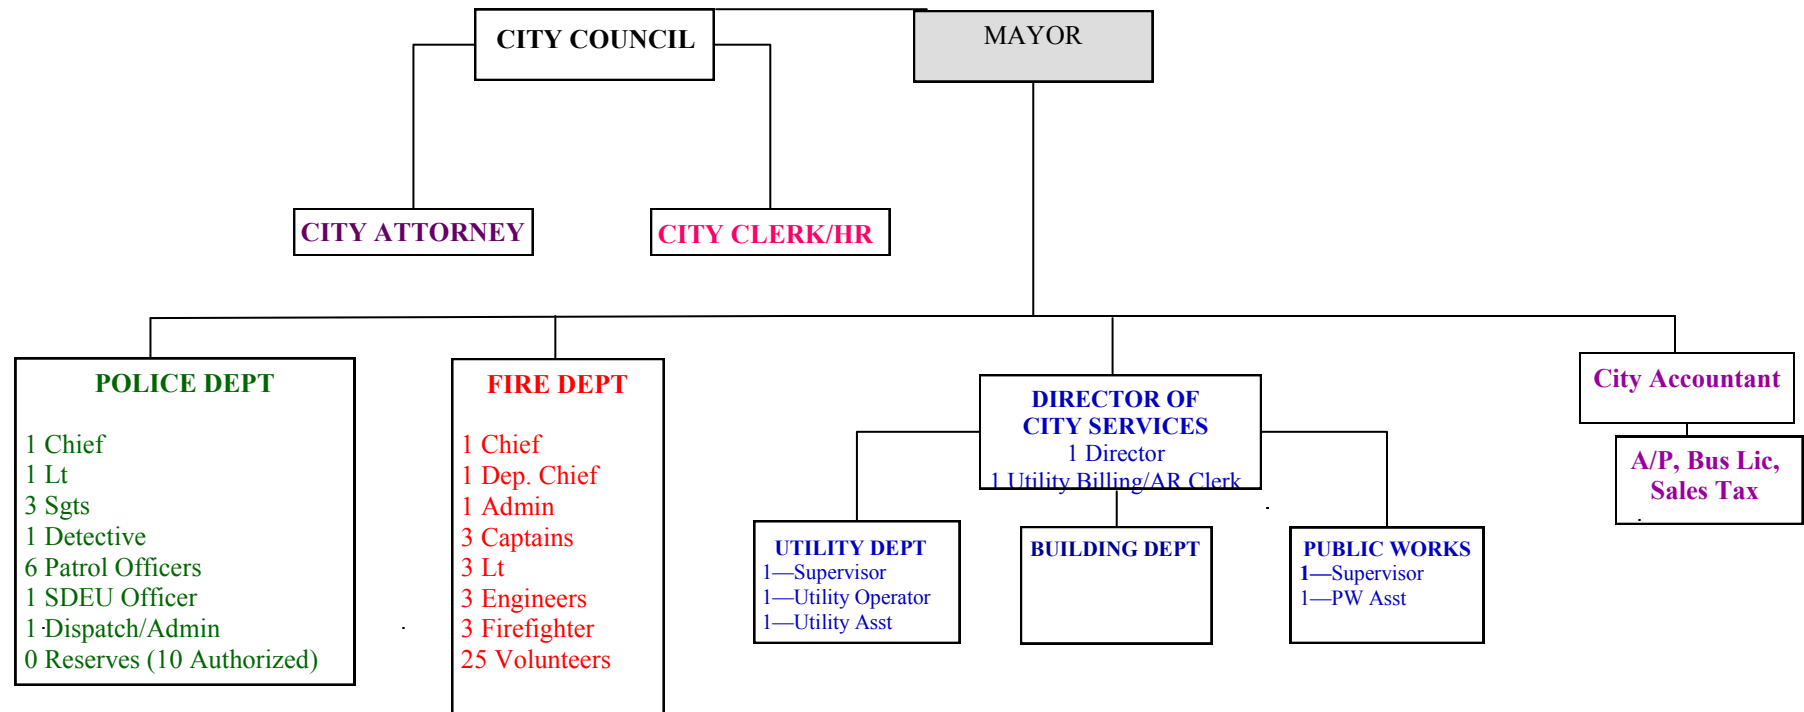 CITY COUNCIL
MAYOR
CITY ATTORNEY
CITY CLERK/HR
POLICE DEPT
1 Chief
1 Lt
3 Sgts
1 Detective
6 Patrol Officers
1 SDEU Officer
1 Dispatch/Admin
0 Reserves (10 Authorized)
FIRE DEPT
1 Chief
1 Dep. Chief
1 Admin
3 Captains
3 Lt
3 Engineers
3 Firefighter
25 Volunteers
DIRECTOR OF
CITY SERVICES
1 Director
1 Utility Billing/AR Clerk
UTILITY DEPT
1—Supervisor
1—Utility Operator
1—Utility Asst
BUILDING DEPT
PUBLIC WORKS
1—Supervisor
1—PW Asst
City Accountant
A/P, Bus Lic,
Sales Tax